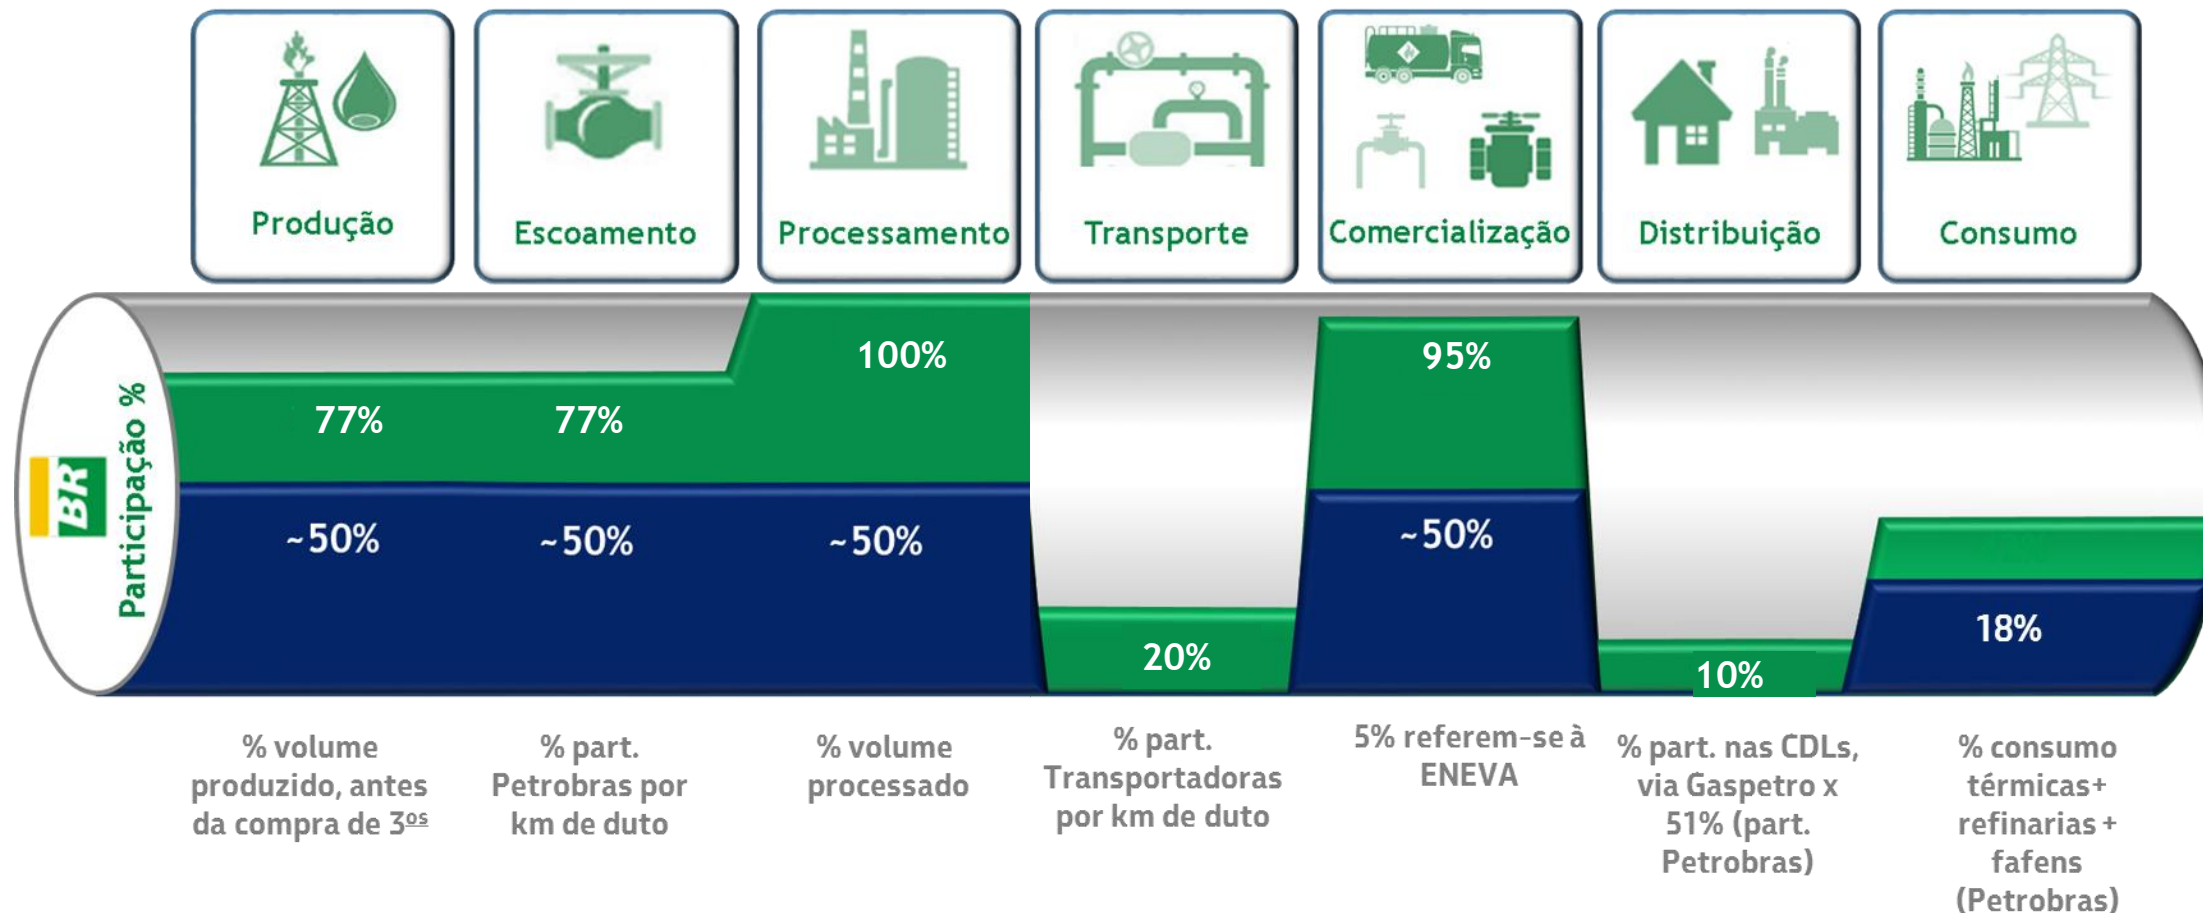 Produção
Escoamento
Processamento
Transporte
Comercialização
Distribuição
Consumo
BR
Participação %
77%
77%
100%
95%
~50%
~50%
~50%
~50%
20%
10%
18%
% volume
produzido, antes
da compra de 3os
% part.
Petrobras por
km de duto
% volume
processado
% part.
Transportadoras
por km de duto
5% referem-se à
ENEVA
% part. nas CDLs,
via Gaspetro x
51% (part.
Petrobras)
% consumo
térmicas+
refinarias +
fafens
(Petrobras)